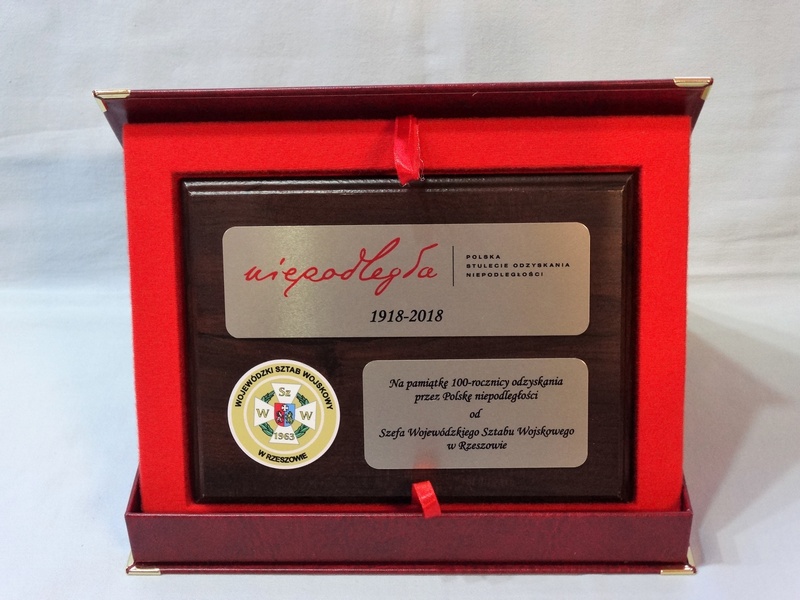 niepodległa
POLSKA
STULECIE ODZYSKANIA
NIEPODLEGŁOŚCI
1918-2018
WOJEWÓDZKI SZTAB WOJSKOWY
Sz
W W
1963
W RZESZOWIE
Na pamiątkę 100-rocznicy odzyskania
przez Polskę niepodległości
od
Szefa Wojewódzkiego Sztabu Wojskowego
w Rzeszowie